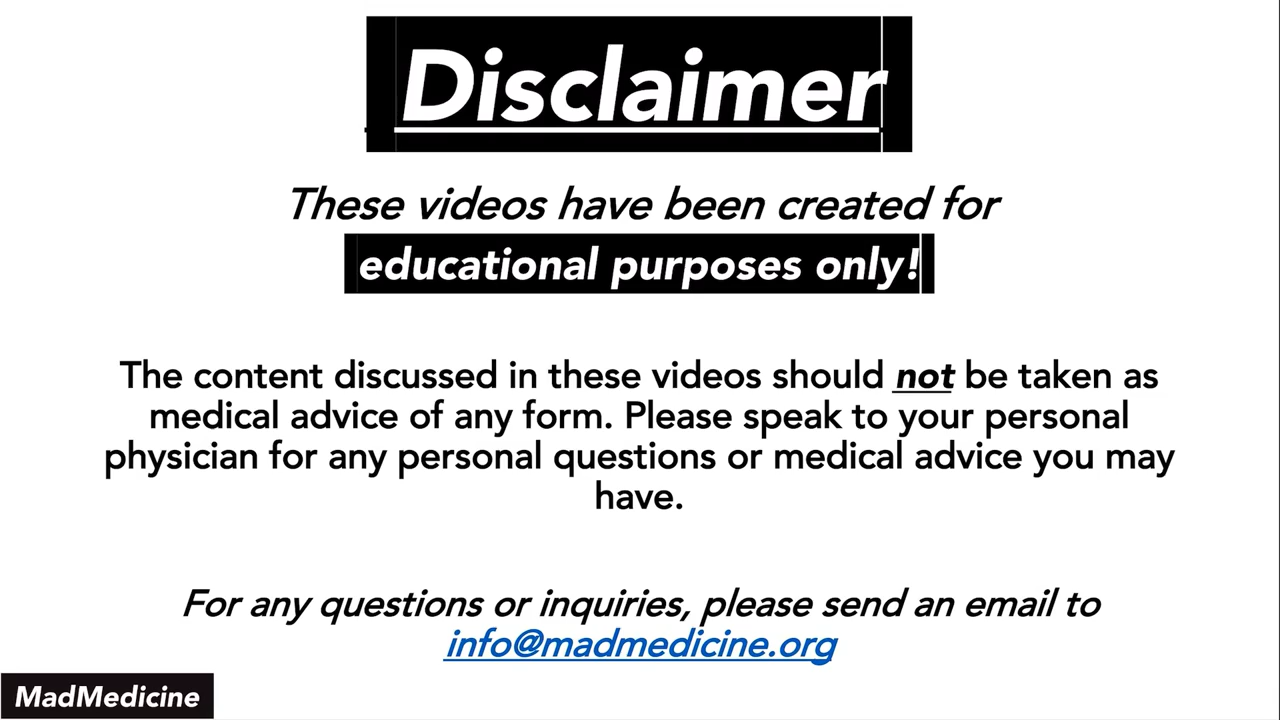 Disclaimer
These videos have been created for
educational purposes only!
The content discussed in these videos should not be taken as
medical advice of any form. Please speak to your personal
physician for any personal questions or medical advice you may
have.
For any questions or inquiries, please send an email to
info@madmedicine.org
MadMedicine